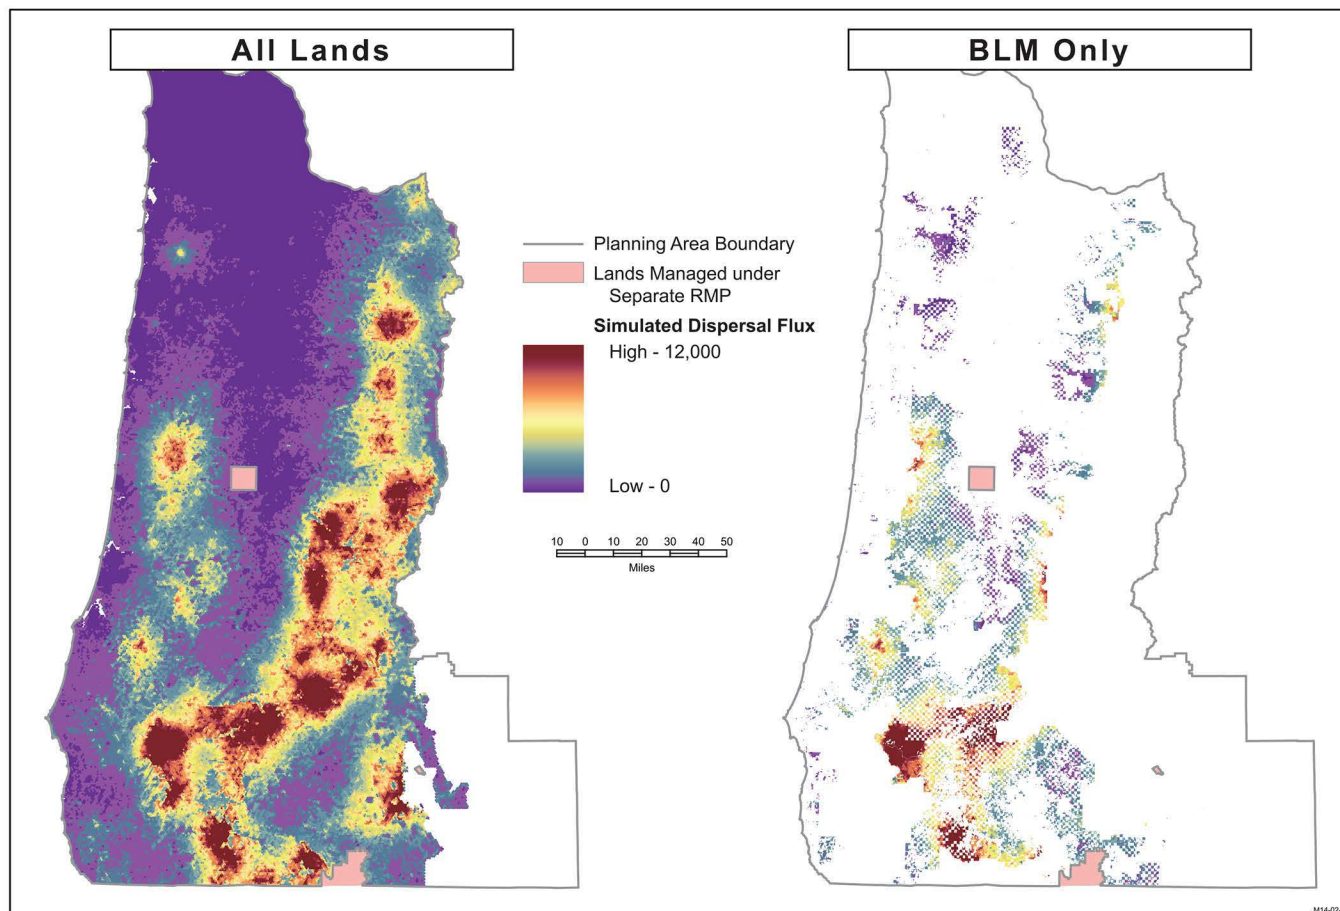 All Lands
BLM Only
Planning Area Boundary
Lands Managed under
Separate RMP
Simulated Dispersal Flux
High - 12,000
Low - 0
10 0 10 20 30 40 50
Miles